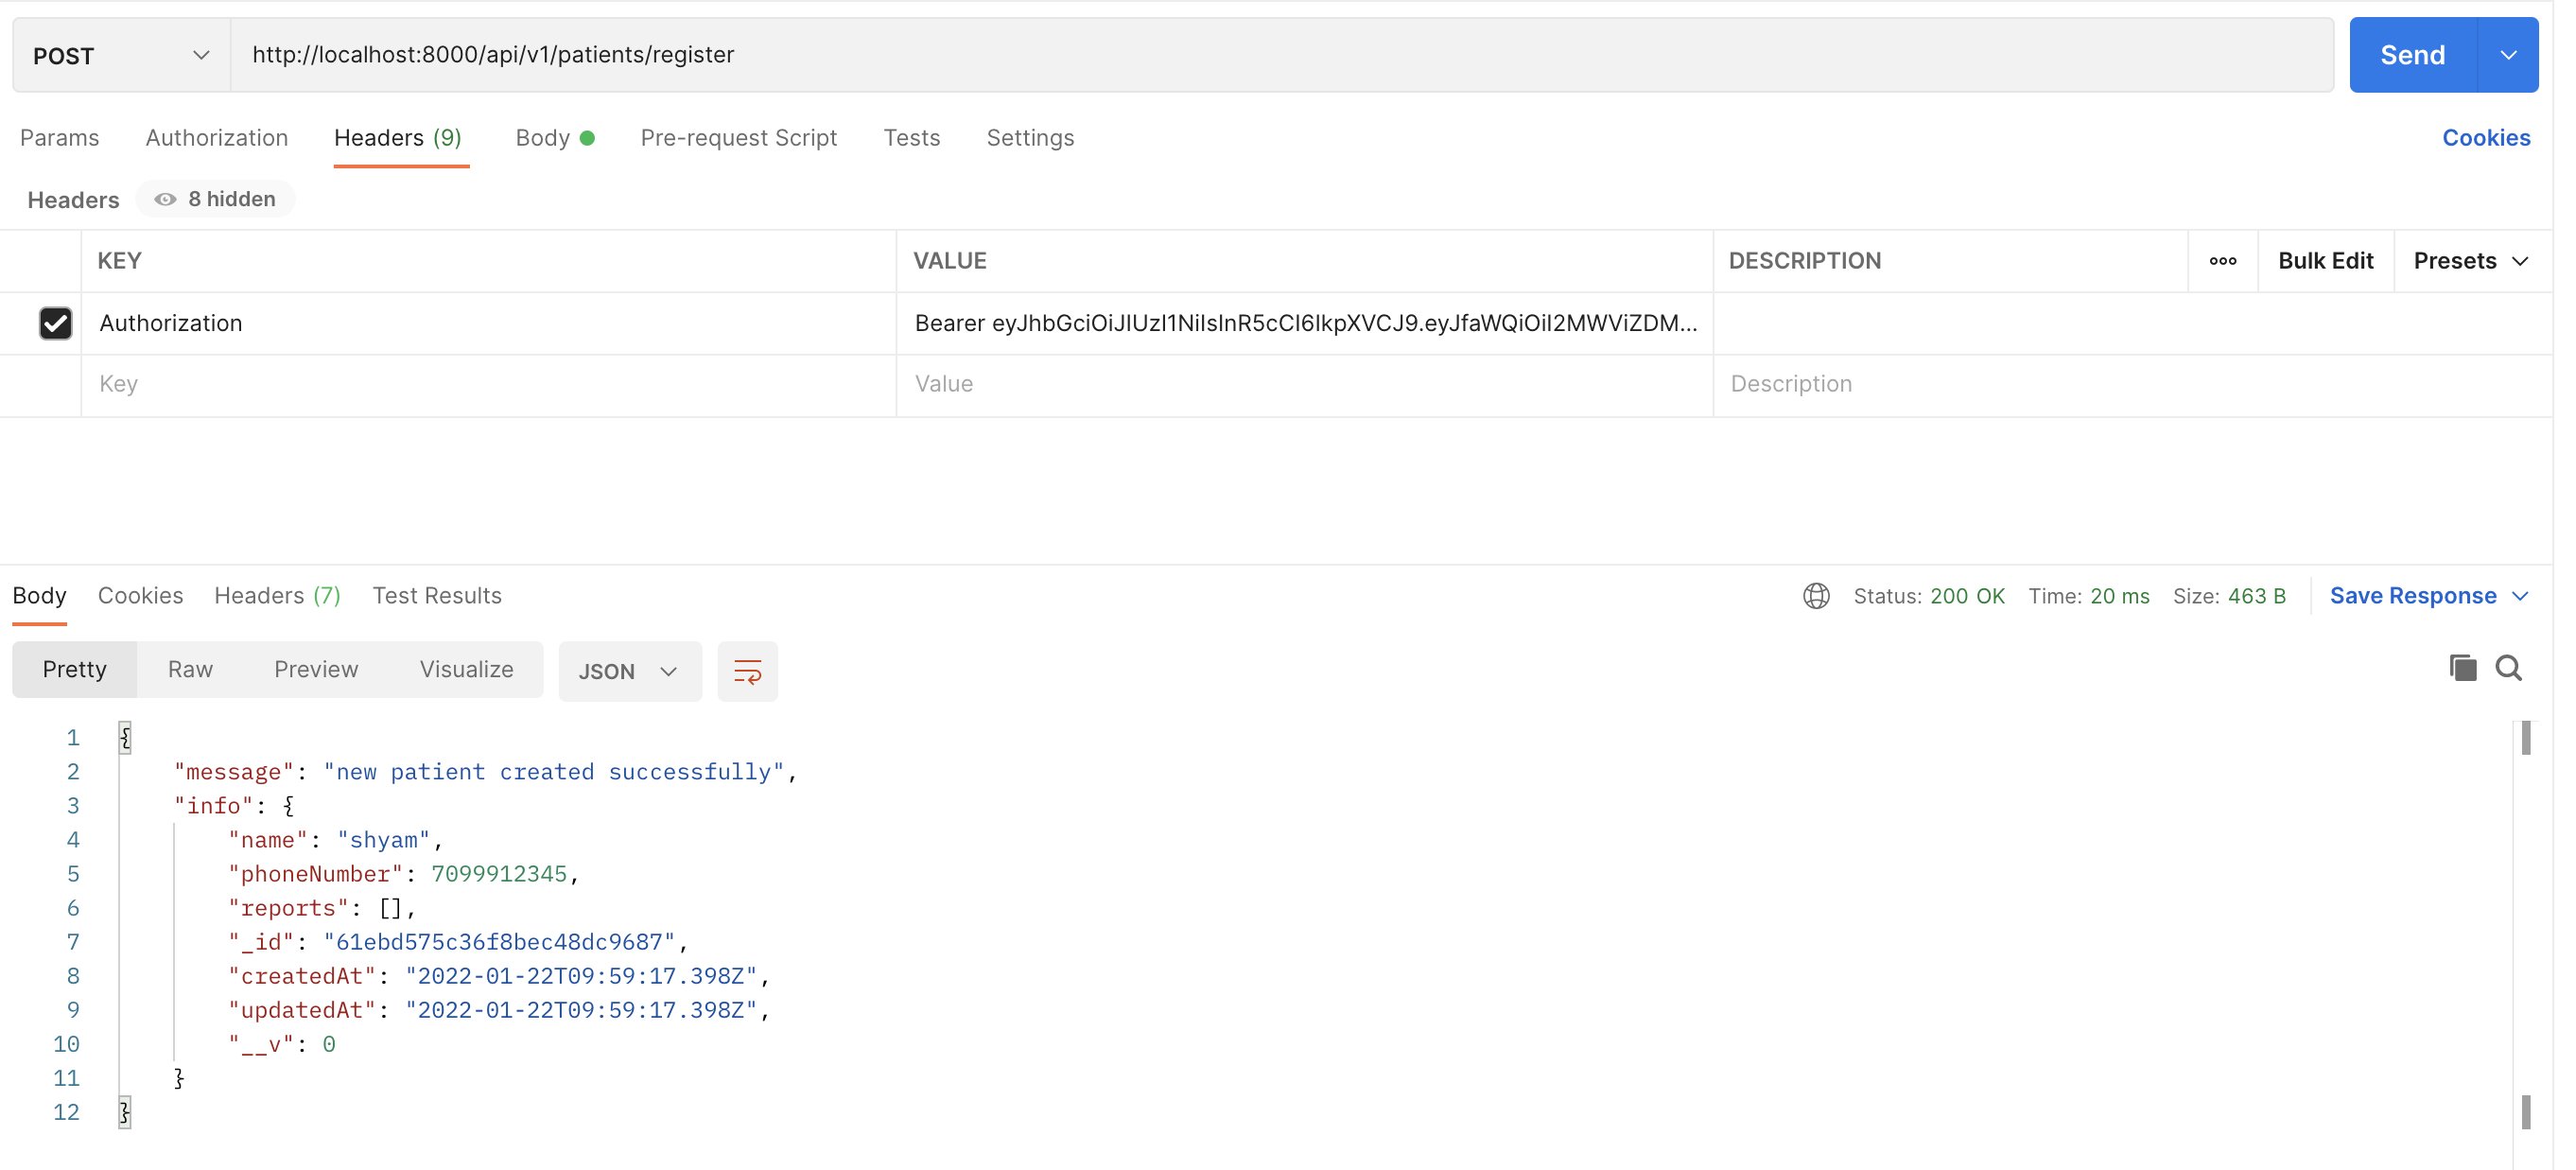 POST http://localhost:8000/api/v1/patients/register Send
Params Authorization Headers (9) Body Pre-request Script Tests Settings Cookies
Headers 8 hidden
KEY VALUE DESCRIPTION ooo Bulk Edit Presets
Authorization Bearer eyJhbGciOiJIUzI1NiIsInR5cCI6IkpXVCJ9.eyJfaWQiOiI2MWViZDM...
Key Value Description
Body Cookies Headers (7) Test Results Status: 200 OK Time: 20 ms Size: 463 B Save Response
Pretty Raw Preview Visualize JSON
1 {
2 "message": "new patient created successfully",
3 "info": {
4 "name": "shyam",
5 "phoneNumber": 7099912345,
6 "reports": [],
7 "_id": "61ebd575c36f8bec48dc9687",
8 "createdAt": "2022-01-22T09:59:17.398Z",
9 "updatedAt": "2022-01-22T09:59:17.398Z",
10 "__v": 0
11 }
12 }